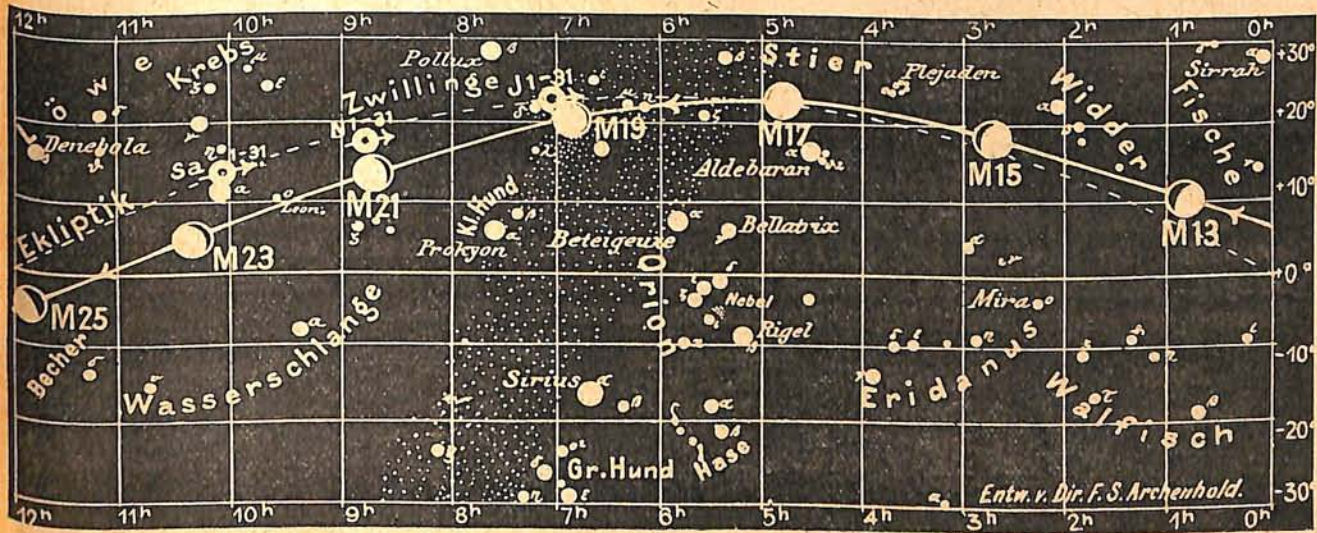 12h 11h 10h 9h 8h 7h 6h 5h 4h 3h 2h 1h 0h
+30°
Löwe
Krebs
Pollux β
Zwillinge
J1-31
Stier
Plejaden
Sirrah
Fische
Widder
+20°
Denebola
Sa 1-31
N1-31
M19
M17
Aldebaran
M15
M13
+10°
Ekliptik
Leon.
M21
Kl.Hund
Prokyon
Beteigeuze
Bellatrix
M23
+0°
M25
Orion
Nebel
Mira
Rigel
Becher
Wasserschlange
Sirius
Eridanus
Walfisch
-10°
-20°
Gr.Hund
Hase
Entw. v. Dir. F. S. Archenhold.
-30°
12h 11h 10h 9h 8h 7h 6h 5h 4h 3h 2h 1h 0h